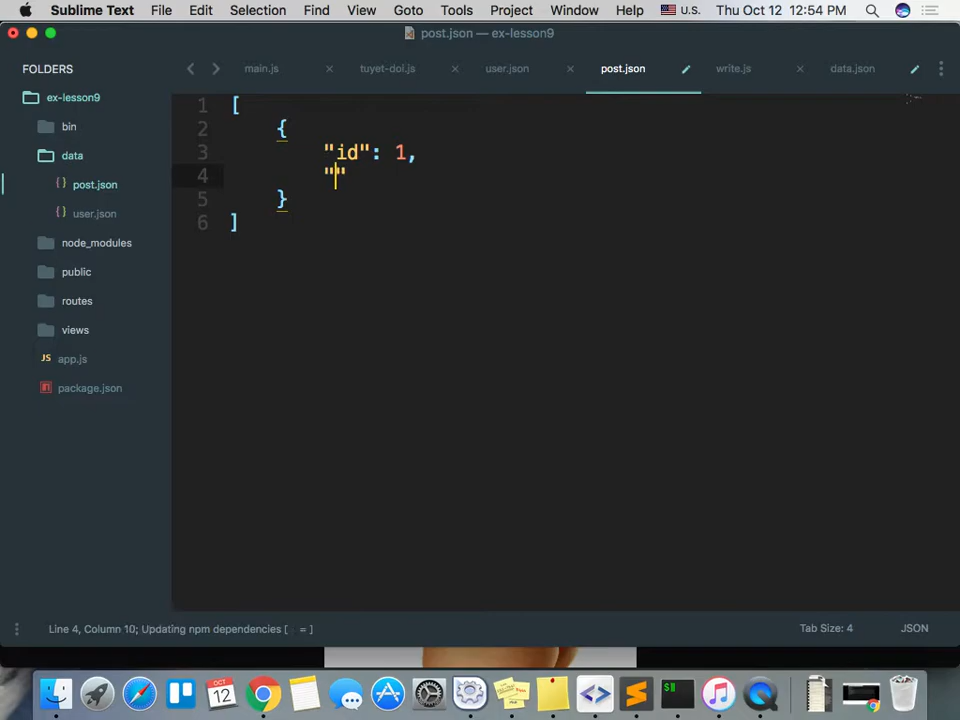 Sublime Text File Edit Selection Find View Goto Tools Project Window Help U.S. Thu Oct 12 12:54 PM
post.json — ex-lesson9
FOLDERS
ex-lesson9
bin
data
post.json
user.json
node_modules
public
routes
views
JS app.js
package.json
main.js × tuyet-doi.js × user.json × post.json write.js × data.json
1 [
2 {
3 "id": 1,
4 ""
5 }
6 ]
Line 4, Column 10; Updating npm dependencies [ = ] Tab Size: 4 JSON
OCT
12
$||